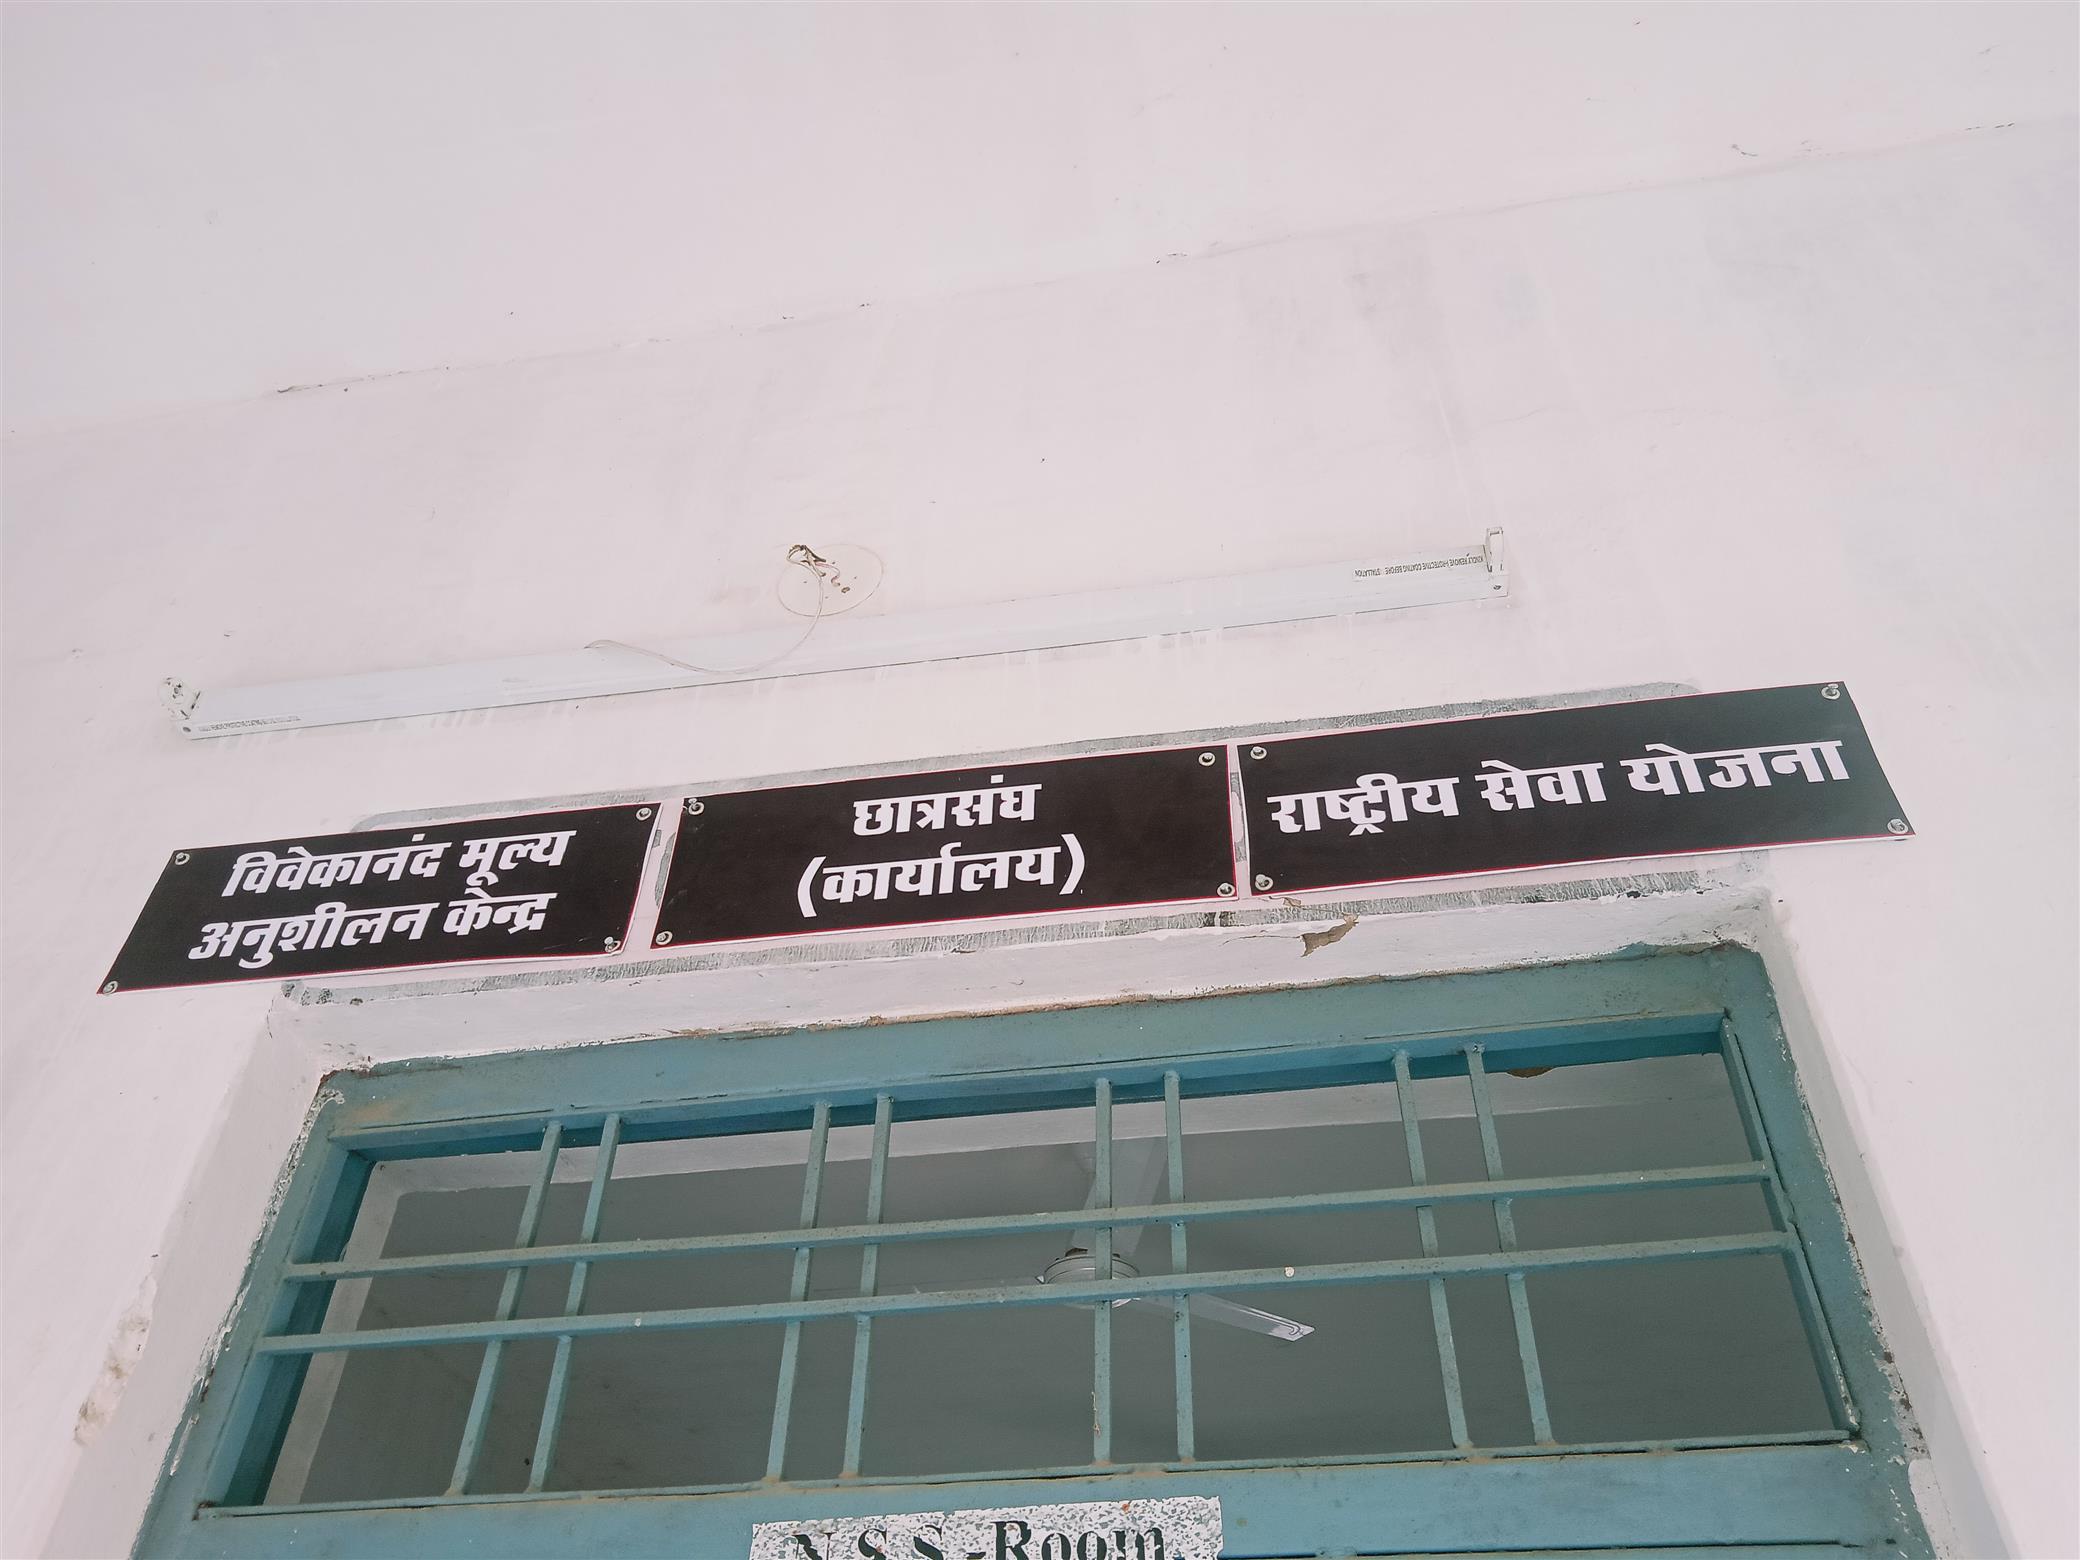 विवेकानंद मूल्य
अनुशीलन केन्द्र
छात्रसंघ
(कार्यालय)
राष्ट्रीय सेवा योजना
N.S.S.-Room